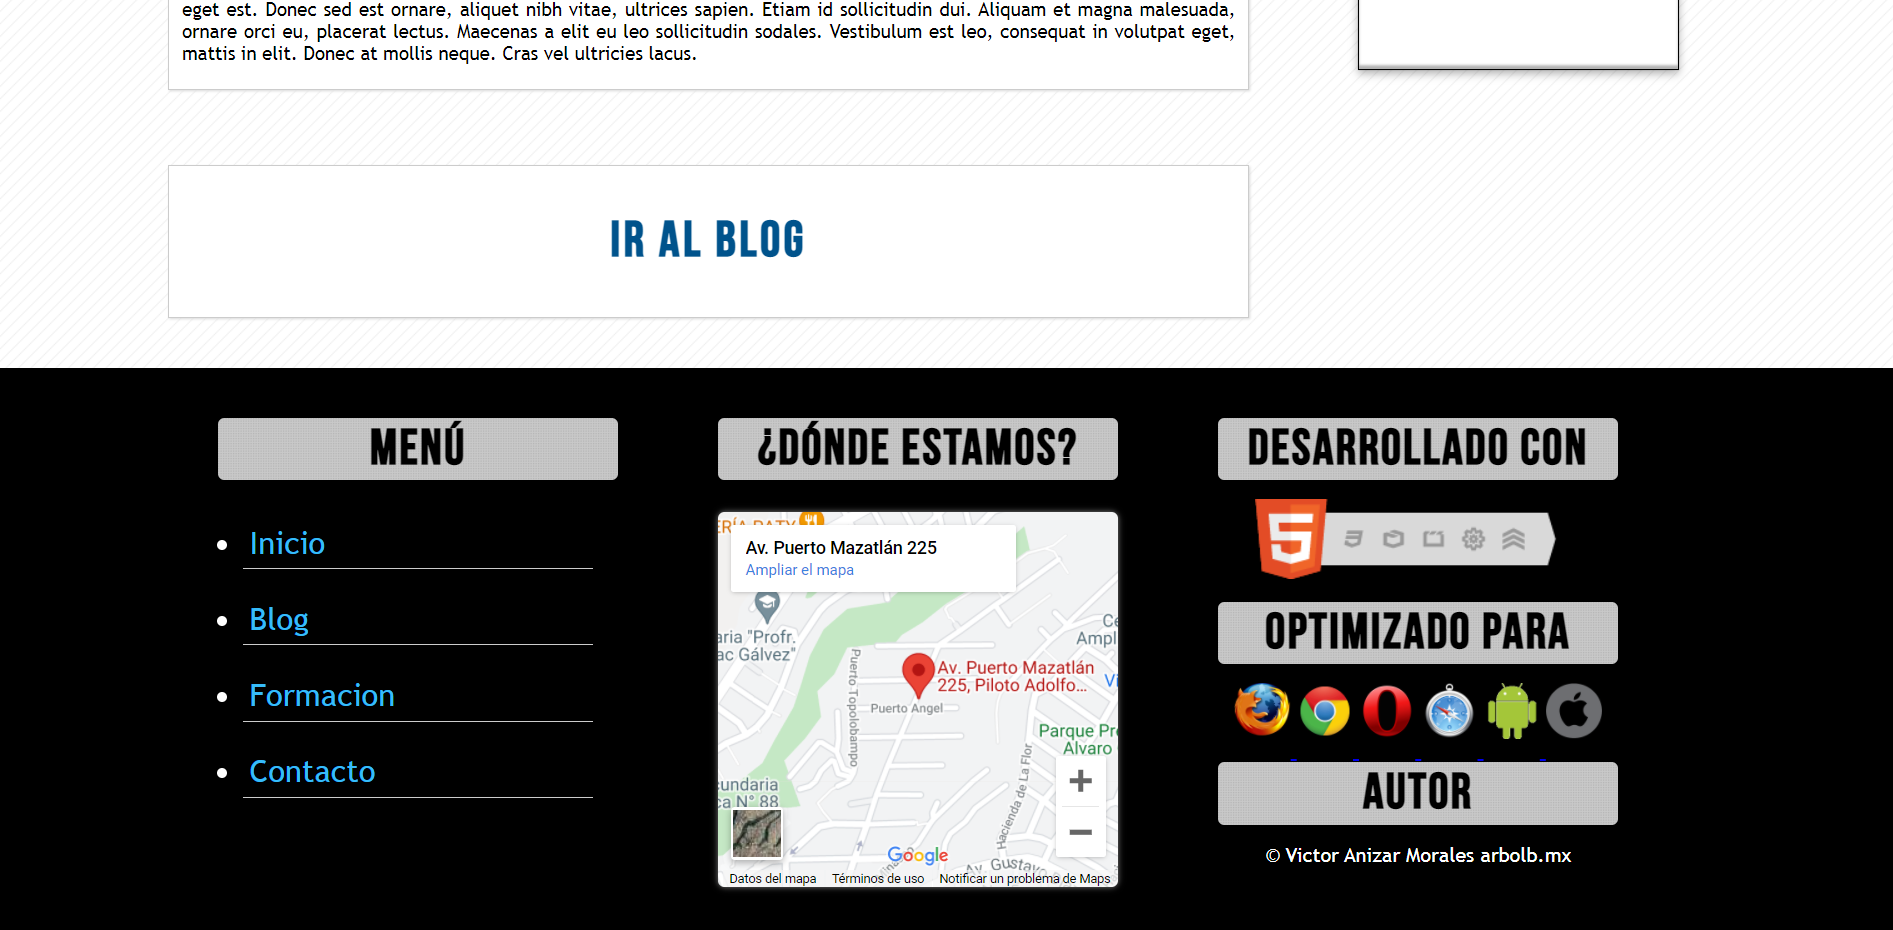 eget est. Donec sed est ornare, aliquet nibh vitae, ultrices sapien. Etiam id sollicitudin dui. Aliquam et magna malesuada,
ornare orci eu, placerat lectus. Maecenas a elit eu leo sollicitudin sodales. Vestibulum est leo, consequat in volutpat eget,
mattis in elit. Donec at mollis neque. Cras vel ultricies lacus.
IR AL BLOG
MENÚ
Inicio
Blog
Formacion
Contacto
¿DÓNDE ESTAMOS?
Av. Puerto Mazatlán 225
Ampliar el mapa
aria "Profr.
ac Gálvez"
Ampl
Puerto Topolobampo
Av. Puerto Mazatlán
225, Piloto Adolfo...
Puerto Angel
Parque Pr
Alvaro
Hacienda de La Flor
cundaria
ca N° 88
Google
Av. Gustavo
Datos del mapa
Términos de uso
Notificar un problema de Maps
DESARROLLADO CON
5
OPTIMIZADO PARA
AUTOR
© Victor Anizar Morales arbolb.mx